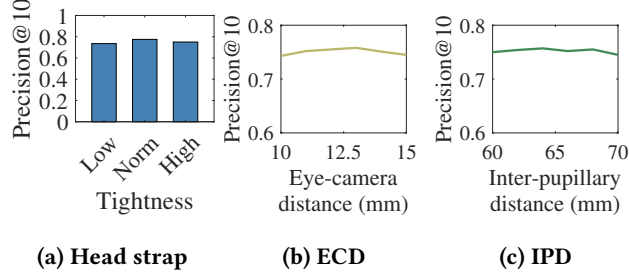 Precision@10
1
0.8
0.6
0.4
0.2
0
Low
Norm
High
Tightness
(a) Head strap
Precision@10
0.8
0.7
0.6
10
12.5
15
Eye-camera
distance (mm)
(b) ECD
Precision@10
0.8
0.7
0.6
60
65
70
Inter-pupillary
distance (mm)
(c) IPD